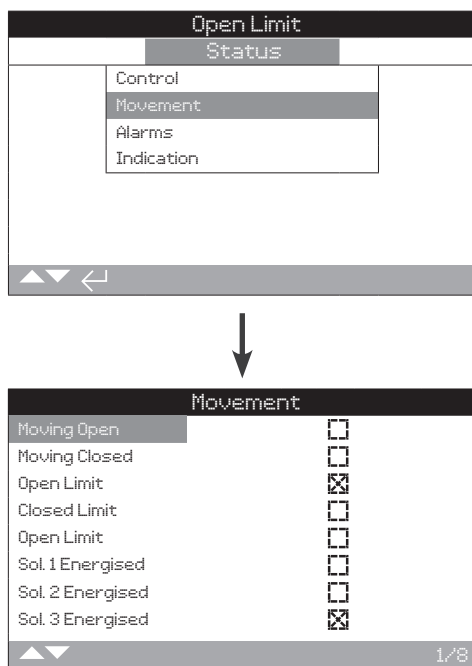 Open Limit
Status
Control
Movement
Alarms
Indication
Movement
Moving Open
Moving Closed
Open Limit
Closed Limit
Open Limit
Sol. 1 Energised
Sol. 2 Energised
Sol. 3 Energised
1/8